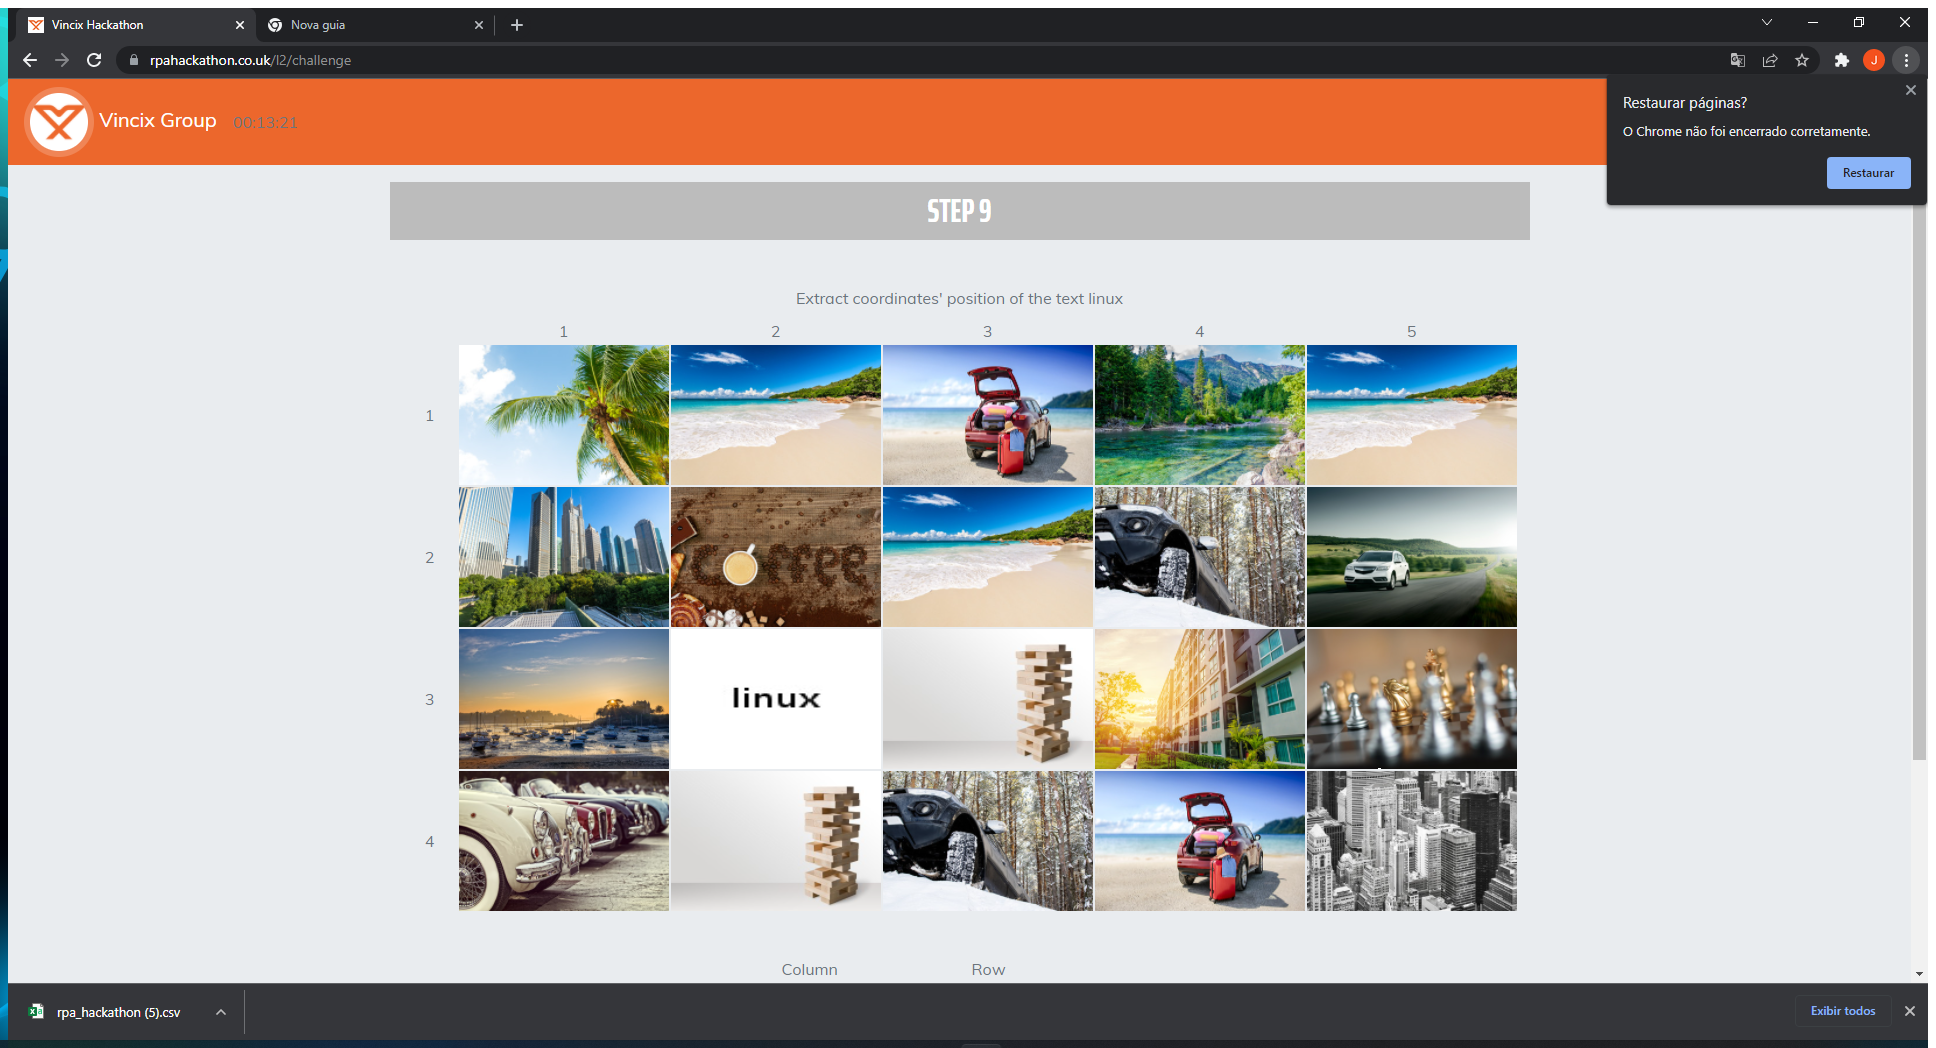 Vincix Hackathon
Nova guia
rpahackathon.co.uk/l2/challenge
J
Vincix Group 00:13:21
Restaurar páginas?
O Chrome não foi encerrado corretamente.
Restaurar
STEP 9
Extract coordinates' position of the text linux
1 2 3 4 5
1
2
coffee
3
linux
4
Column Row
rpa_hackathon (5).csv
Exibir todos